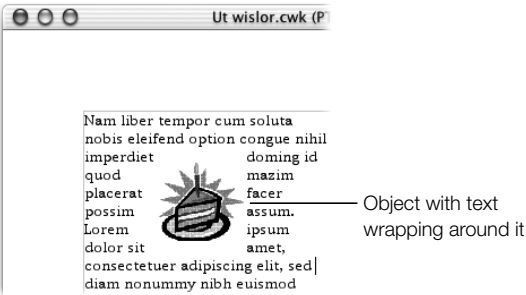 Ut wislor.cwk (P
Nam liber tempor cum soluta
nobis eleifend option congue nihil
imperdiet doming id
quod mazim
placerat facer
possim assum.
Lorem ipsum
dolor sit amet,
consectetuer adipiscing elit, sed
diam nonummy nibh euismod
Object with text
wrapping around it